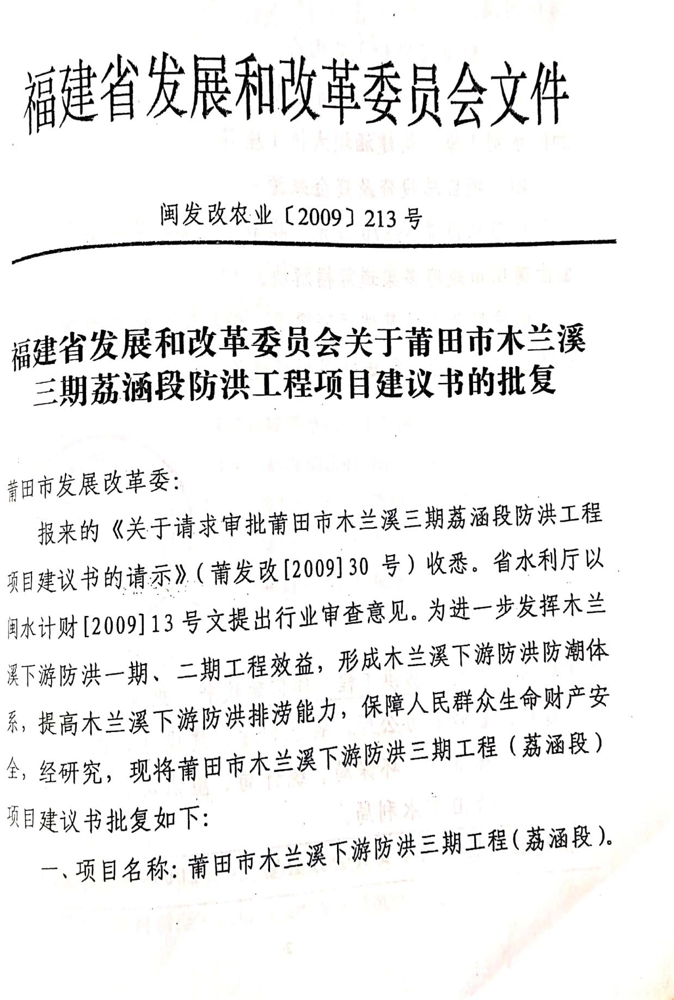 福建省发展和改革委员会文件
闽发改农业〔2009〕213号
福建省发展和改革委员会关于莆田市木兰溪
三期荔涵段防洪工程项目建议书的批复
莆田市发展改革委：
报来的《关于请求审批莆田市木兰溪三期荔涵段防洪工程
项目建议书的请示》（莆发改[2009]30 号）收悉。省水利厅以
闽水计财[2009]13号文提出行业审查意见。为进一步发挥木兰
溪下游防洪一期、二期工程效益，形成木兰溪下游防洪防潮体
系，提高木兰溪下游防洪排涝能力，保障人民群众生命财产安
全，经研究，现将莆田市木兰溪下游防洪三期工程（荔涵段）
项目建议书批复如下：
一、项目名称：莆田市木兰溪下游防洪三期工程（荔涵段）。